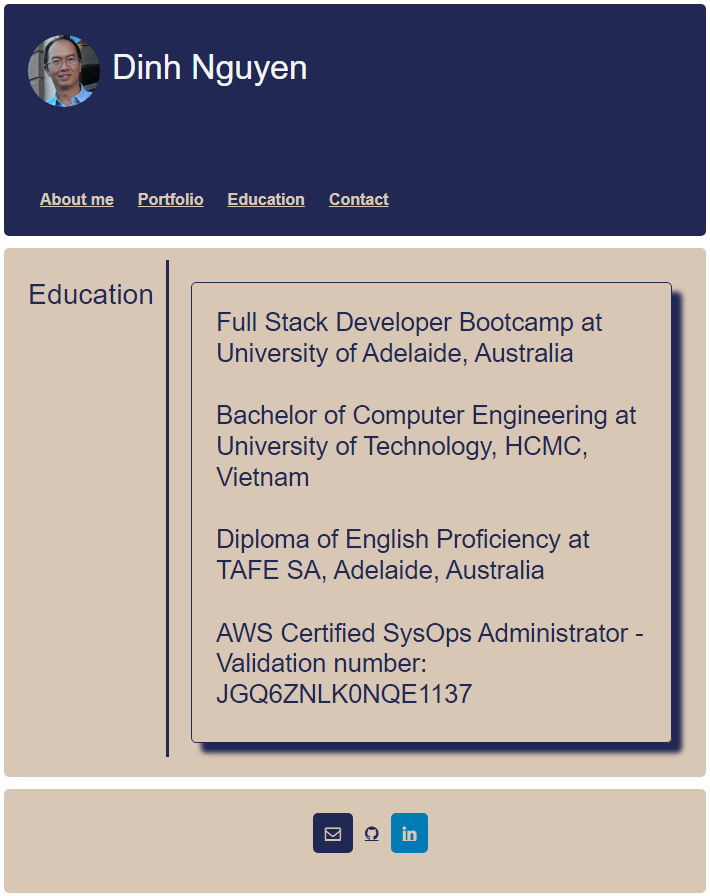 Dinh Nguyen
About me Portfolio Education Contact
Education
Full Stack Developer Bootcamp at
University of Adelaide, Australia
Bachelor of Computer Engineering at
University of Technology, HCMC,
Vietnam
Diploma of English Proficiency at
TAFE SA, Adelaide, Australia
AWS Certified SysOps Administrator -
Validation number:
JGQ6ZNLK0NQE1137
in